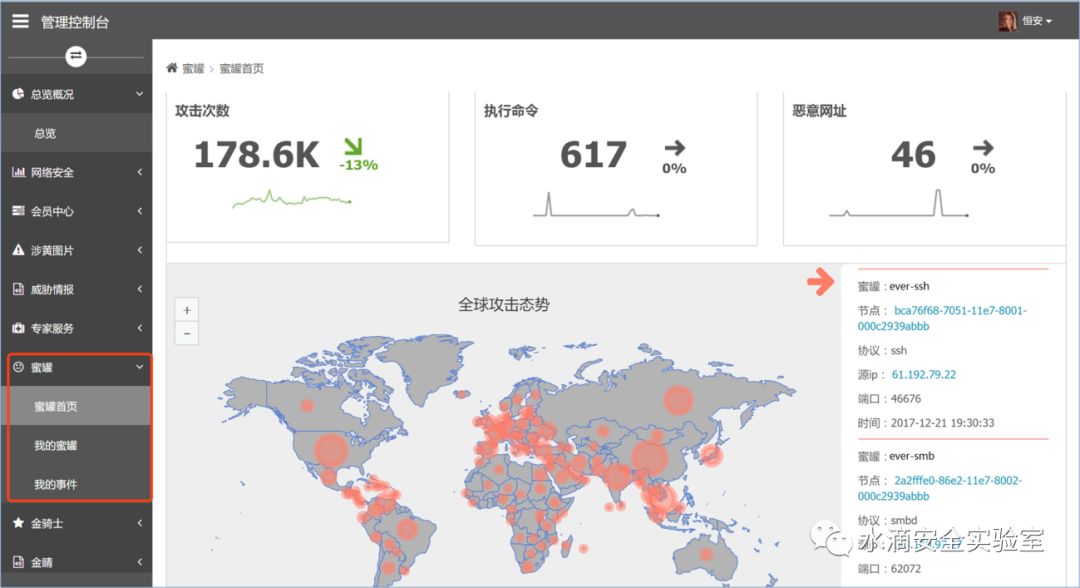 管理控制台
恒安
总览概况
总览
网络安全
会员中心
涉黄图片
威胁情报
专家服务
蜜罐
蜜罐首页
我的蜜罐
我的事件
金骑士
金睛
蜜罐 > 蜜罐首页
攻击次数
178.6K
-13%
执行命令
617
0%
恶意网址
46
0%
全球攻击态势
+
-
蜜罐：ever-ssh
节点： bca76f68-7051-11e7-8001-
000c2939abbb
协议：ssh
源ip： 61.192.79.22
端口：46676
时间：2017-12-21 19:30:33
蜜罐：ever-smb
节点： 2a2fffe0-86e2-11e7-8002-
000c2939abbb
协议：smbd
端口：62072
水滴安全实验室